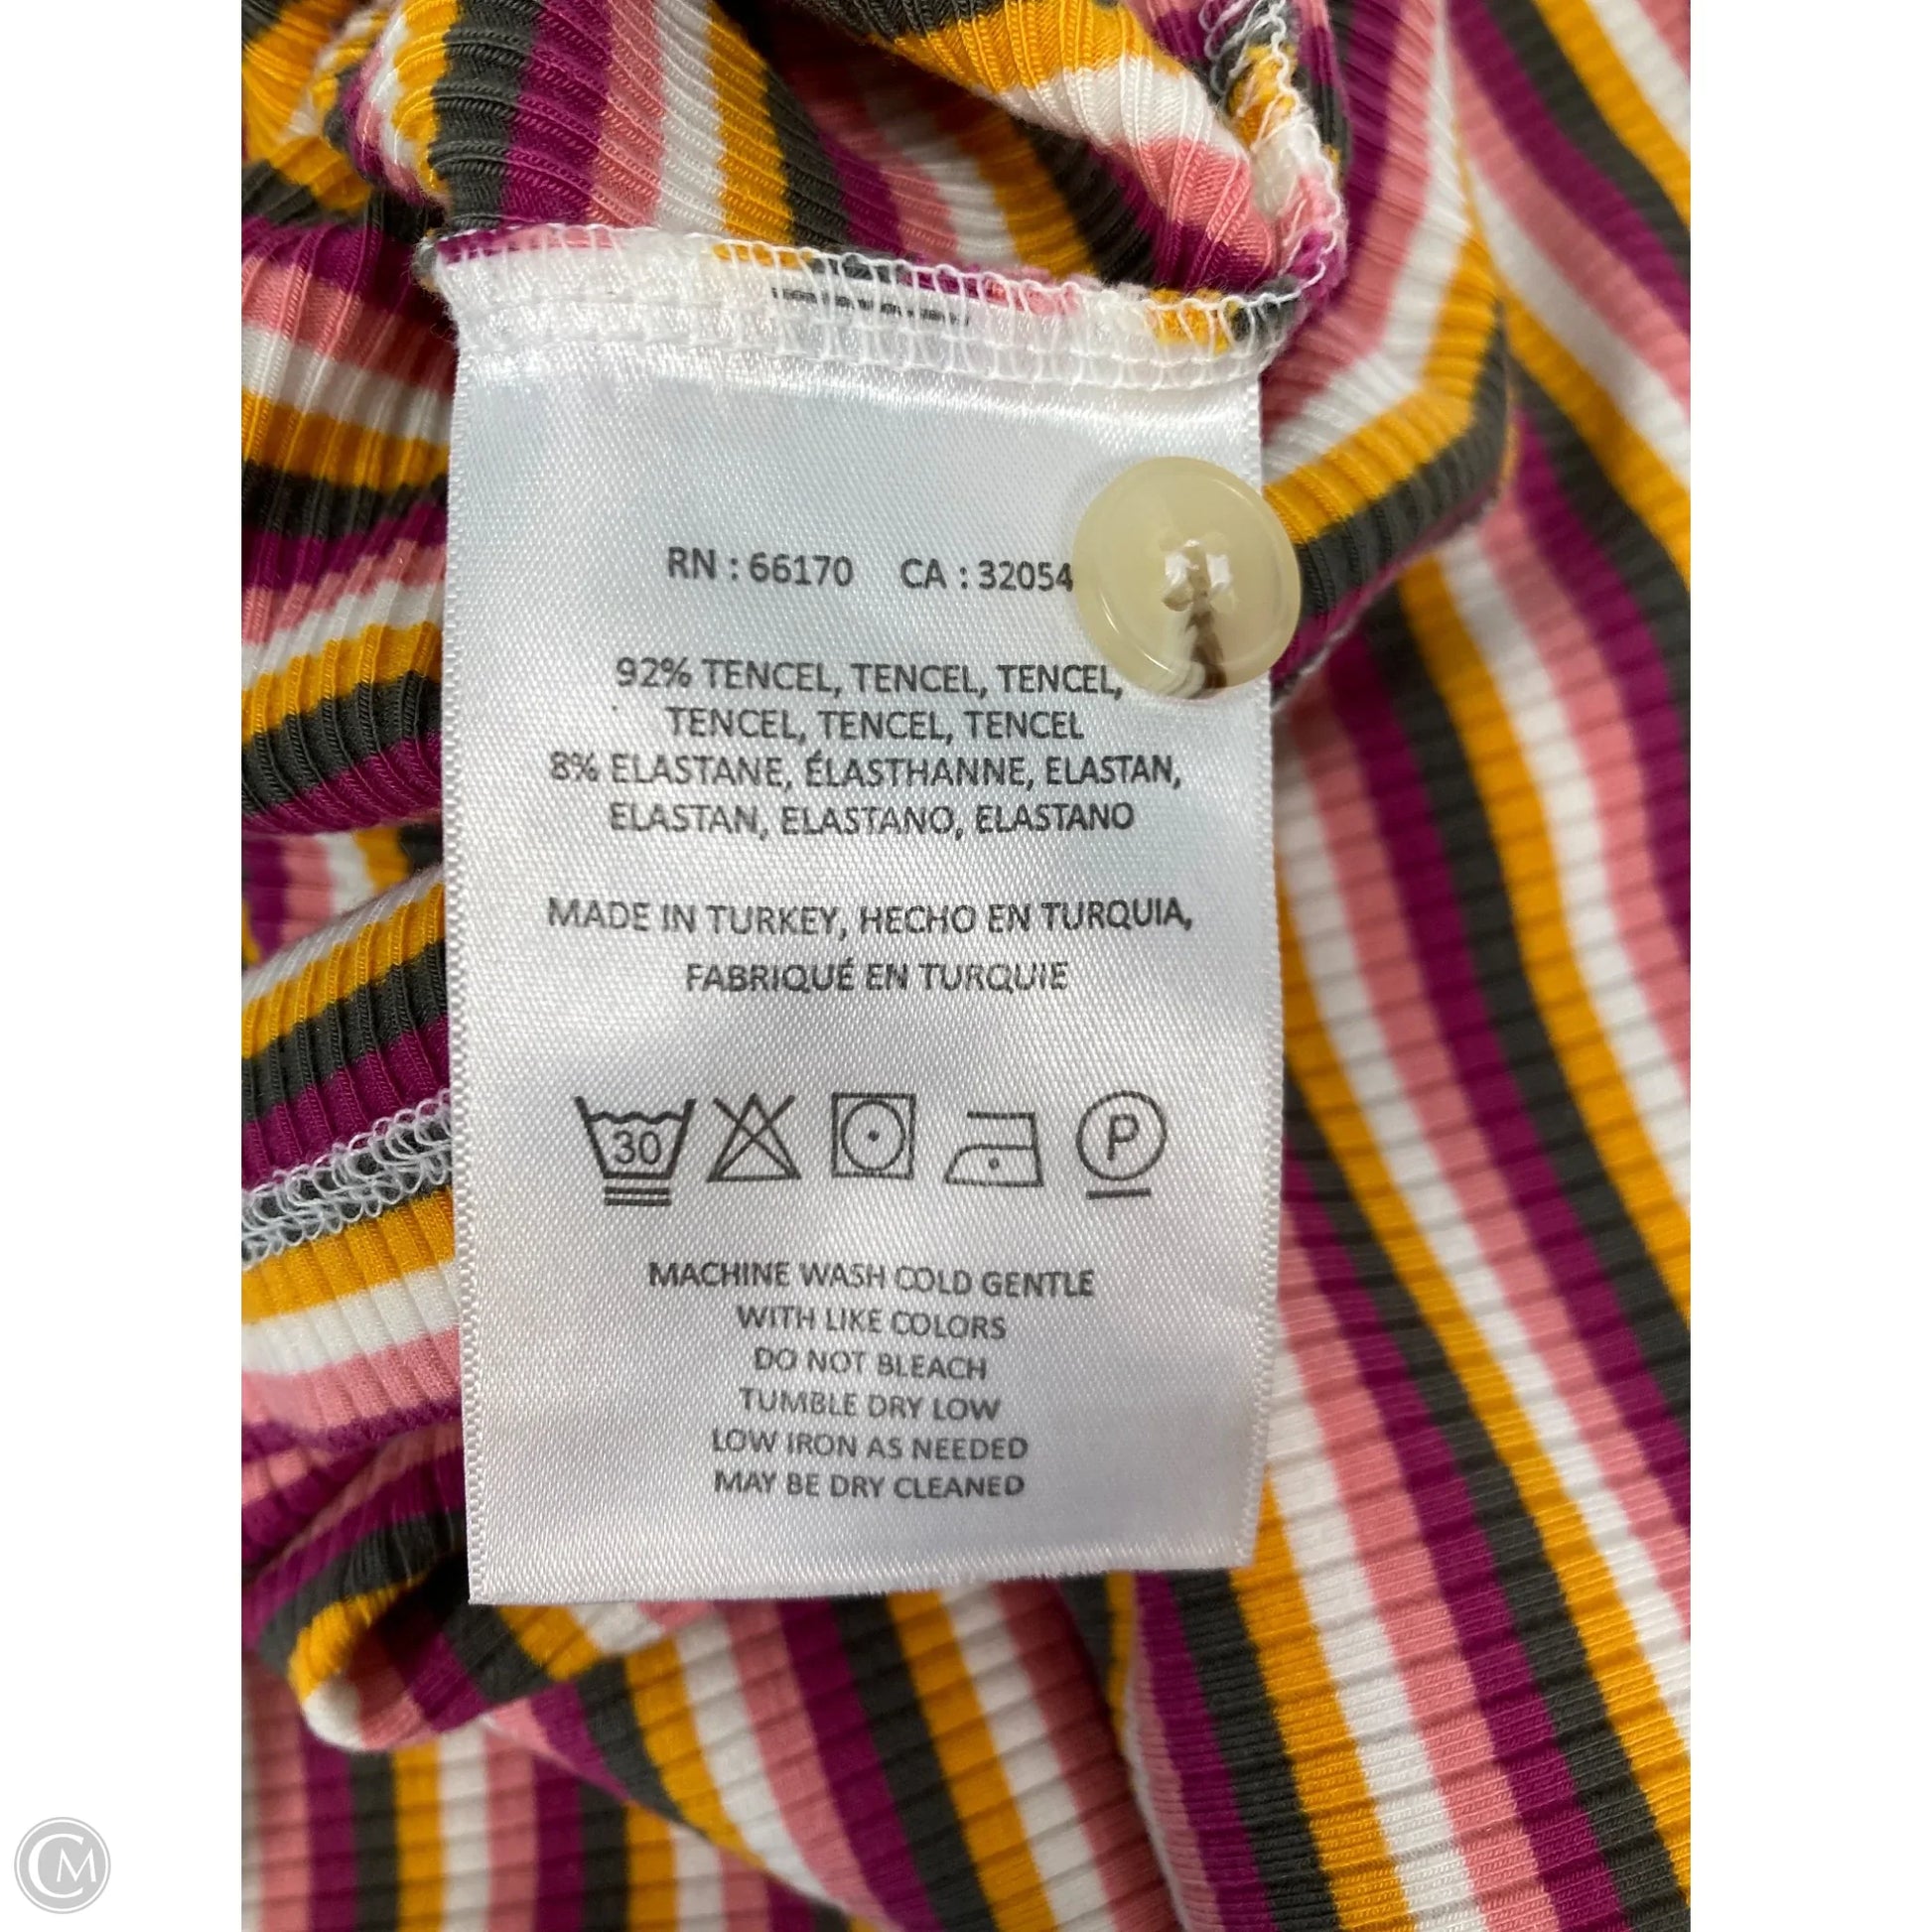 RN : 66170 CA : 32054
92% TENCEL, TENCEL, TENCEL,
TENCEL, TENCEL, TENCEL
8% ELASTANE, ÉLASTHANNE, ELASTAN,
ELASTAN, ELASTANO, ELASTANO
MADE IN TURKEY, HECHO EN TURQUIA,
FABRIQUÉ EN TURQUIE
30 P
MACHINE WASH COLD GENTLE
WITH LIKE COLORS
DO NOT BLEACH
TUMBLE DRY LOW
LOW IRON AS NEEDED
MAY BE DRY CLEANED
CM